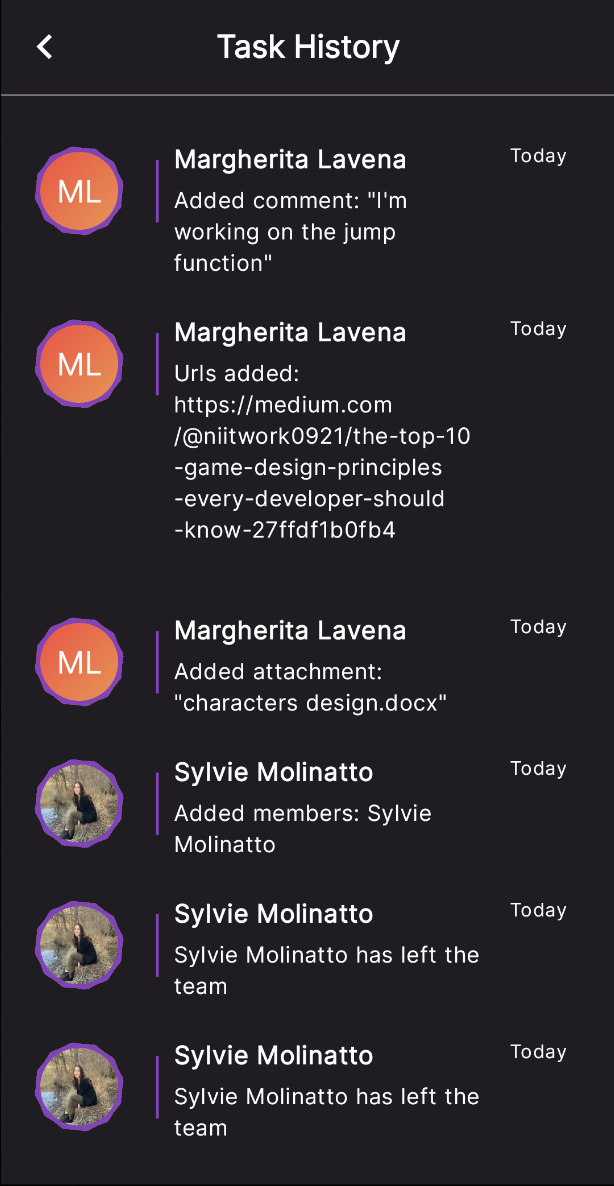 Task History
ML
Margherita Lavena
Today
Added comment: "I'm
working on the jump
function"
ML
Margherita Lavena
Today
Urls added:
https://medium.com
/@niitwork0921/the-top-10
-game-design-principles
-every-developer-should
-know-27ffdf1b0fb4
ML
Margherita Lavena
Today
Added attachment:
"characters design.docx"
Sylvie Molinatto
Today
Added members: Sylvie
Molinatto
Sylvie Molinatto
Today
Sylvie Molinatto has left the
team
Sylvie Molinatto
Today
Sylvie Molinatto has left the
team